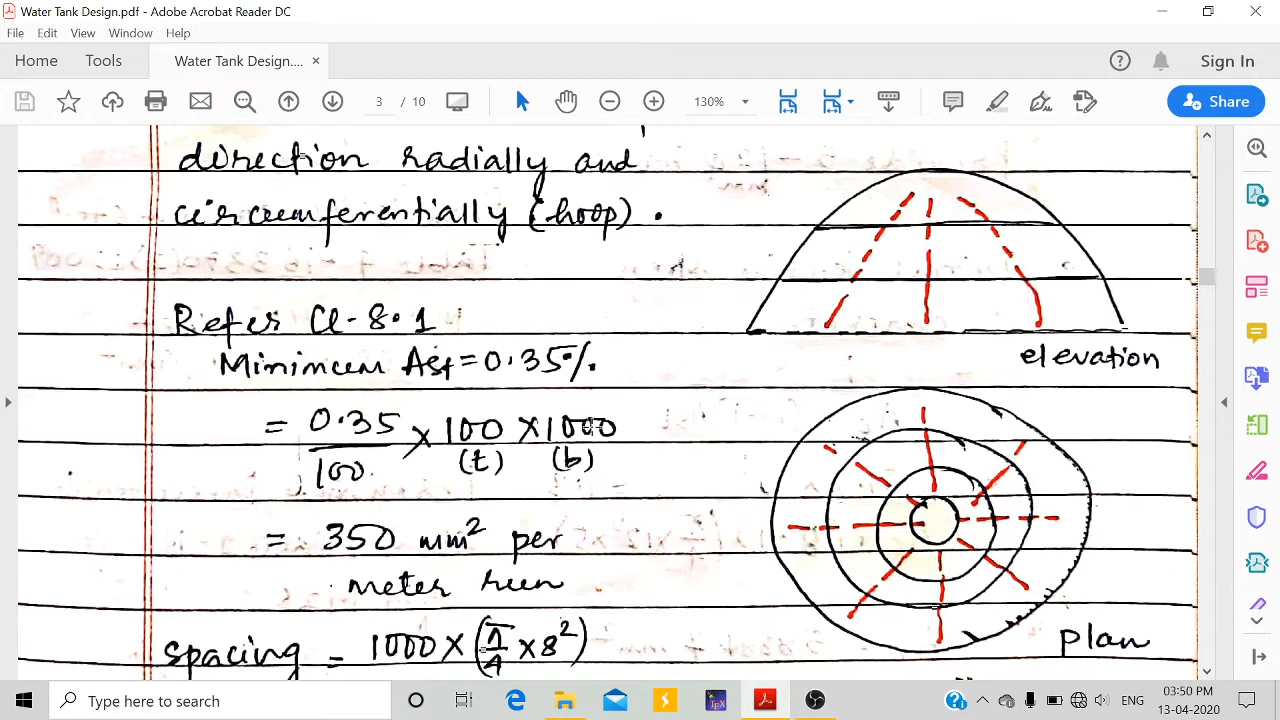 Water Tank Design.pdf - Adobe Acrobat Reader DC
File Edit View Window Help
Home Tools Water Tank Design.... × Sign In
3 / 10 130% Share
direction radially and
circumferentially (hoop) .
Refer Cl-8.1
Minimum Ast = 0.35%.
elevation
= 0.35/100 × 100 × 1000
(t) (b)
= 350 mm² per
meter run
plan
spacing = 1000 × (π/4 × 8²)
Type here to search
ENG
03:50 PM
13-04-2020